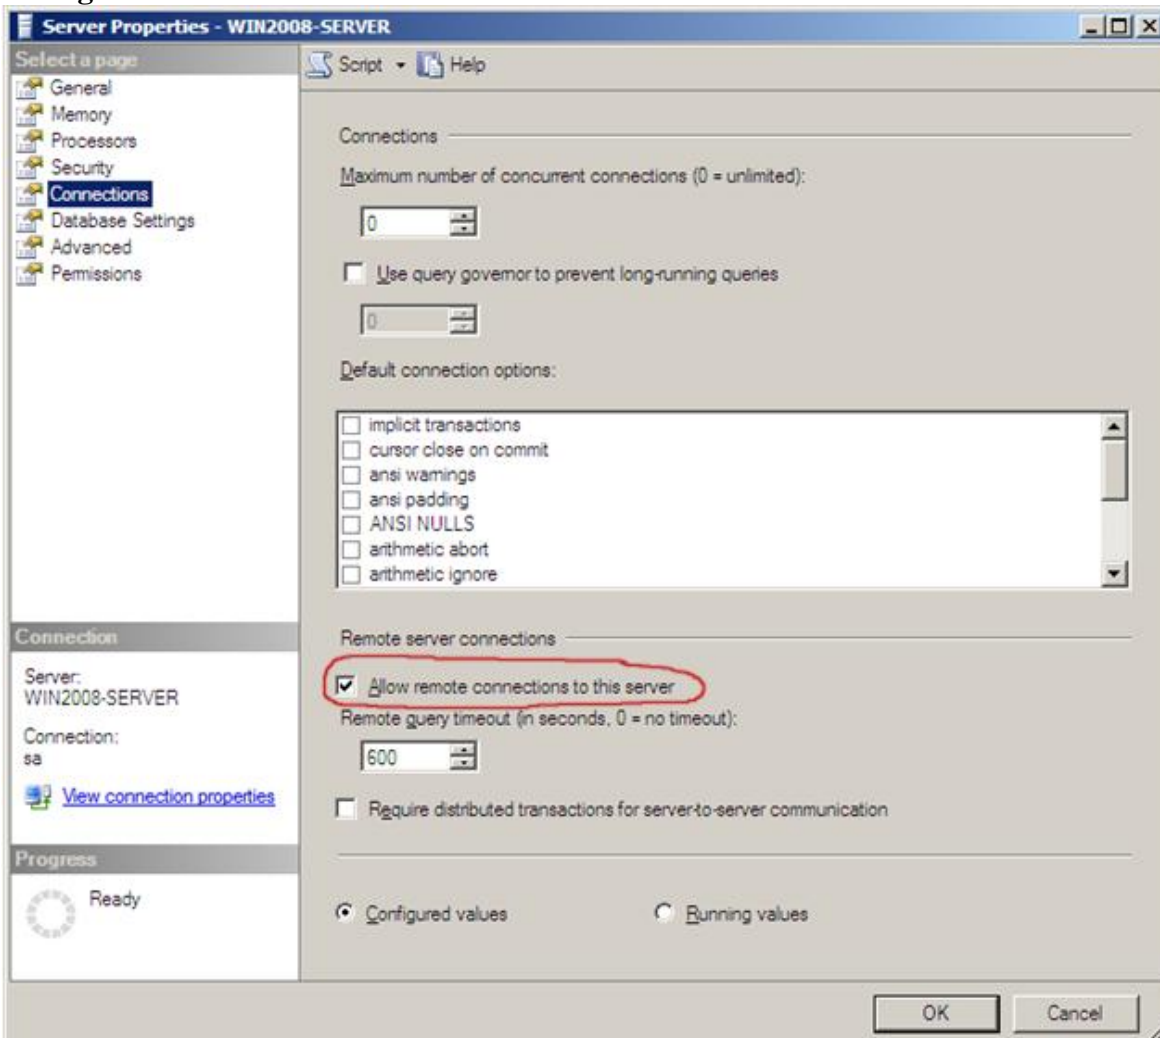 Server Properties - WIN2008-SERVER
Select a page
General
Memory
Processors
Security
Connections
Database Settings
Advanced
Permissions
Script
Help
Connections
Maximum number of concurrent connections (0 = unlimited):
0
Use query governor to prevent long-running queries
0
Default connection options:
implicit transactions
cursor close on commit
ansi warnings
ansi padding
ANSI NULLS
arithmetic abort
arithmetic ignore
Remote server connections
Allow remote connections to this server
Remote query timeout (in seconds, 0 = no timeout):
600
Require distributed transactions for server-to-server communication
Configured values
Running values
Connection
Server:
WIN2008-SERVER
Connection:
sa
View connection properties
Progress
Ready
OK
Cancel